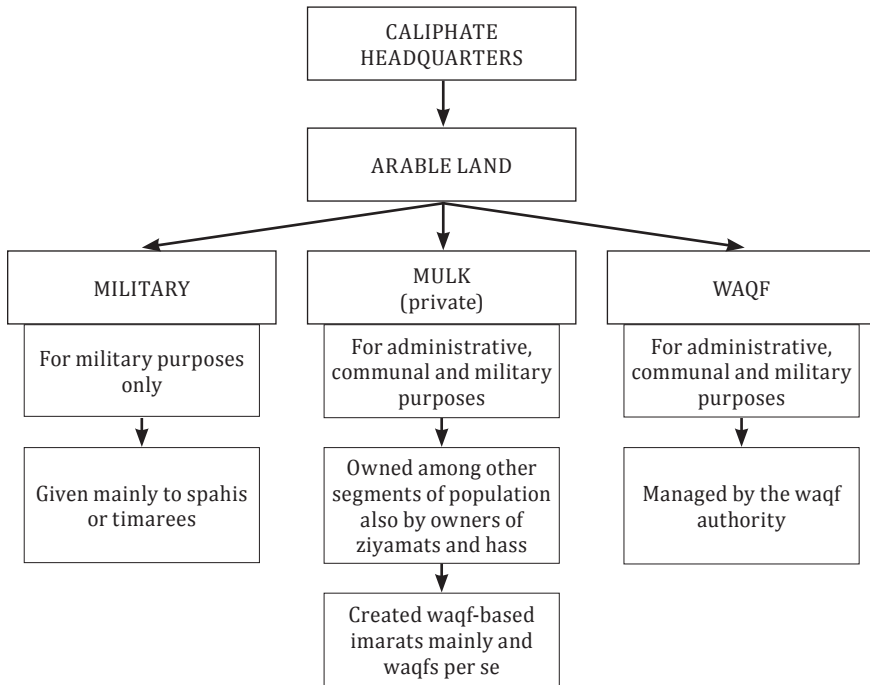 CALIPHATE
HEADQUARTERS
ARABLE LAND
MILITARY
MULK
(private)
WAQF
For military purposes
only
For administrative,
communal and military
purposes
For administrative,
communal and military
purposes
Given mainly to spahis
or timarees
Owned among other
segments of population
also by owners of
ziyamats and hass
Managed by the waqf
authority
Created waqf-based
imarats mainly and
waqfs per se